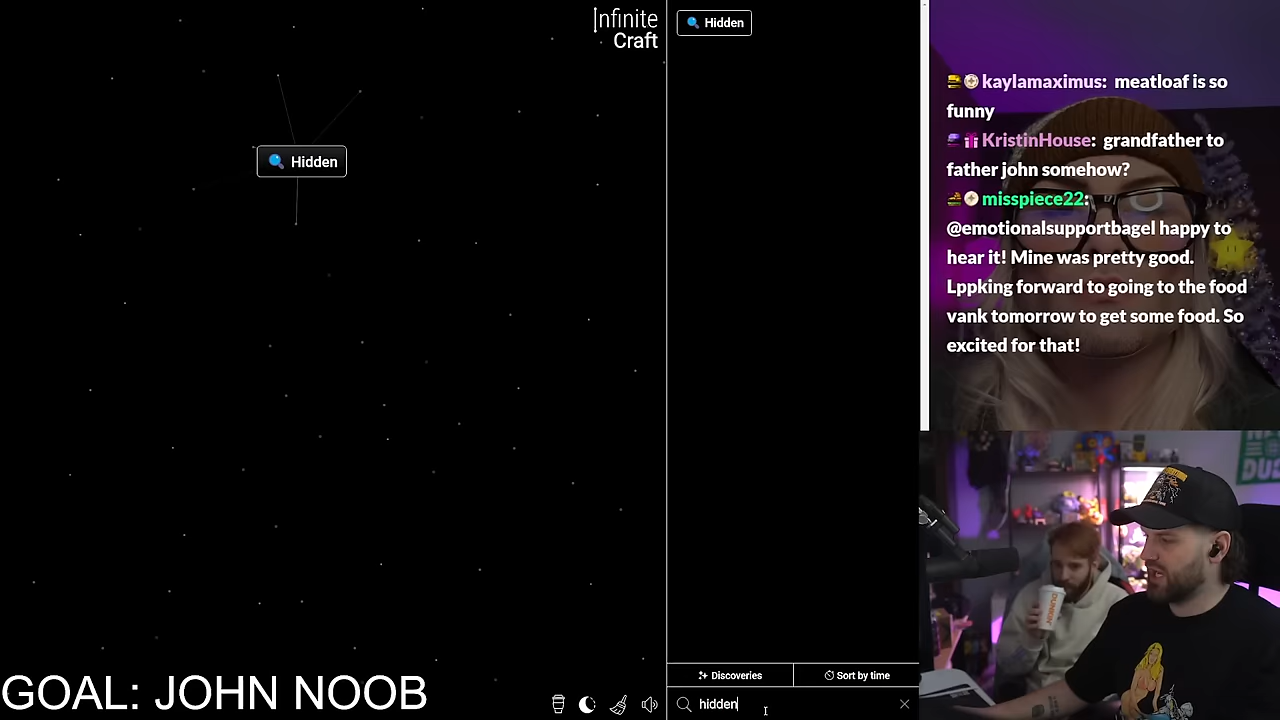 Infinite
Craft
🔍 Hidden
🔍 Hidden
kaylamaximus: meatloaf is so
funny
KristinHouse: grandfather to
father john somehow?
misspiece22:
@emotionalsupportbagel happy to
hear it! Mine was pretty good.
Lppking forward to going to the food
vank tomorrow to get some food. So
excited for that!
Discoveries
Sort by time
hidden
GOAL: JOHN NOOB
DUNKIN'